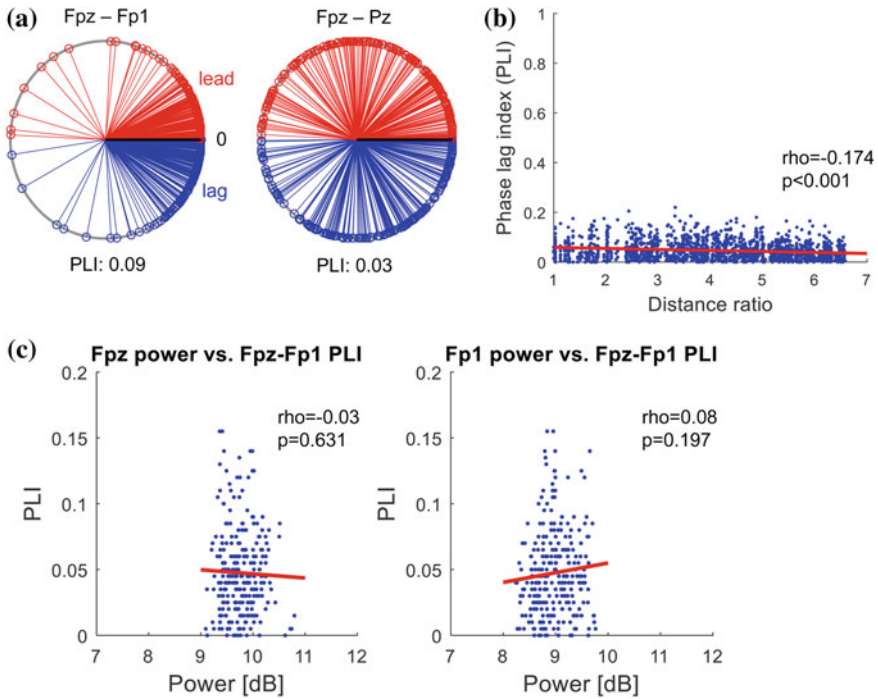 (a)
Fpz – Fp1
Fpz – Pz
lead
0
lag
PLI: 0.09
PLI: 0.03
(b)
Phase lag index (PLI)
1
0.8
0.6
0.4
0.2
0
rho=-0.174
p<0.001
1 2 3 4 5 6 7
Distance ratio
(c)
Fpz power vs. Fpz-Fp1 PLI
PLI
0.2
0.15
0.1
0.05
0
rho=-0.03
p=0.631
7 8 9 10 11 12
Power [dB]
Fp1 power vs. Fpz-Fp1 PLI
PLI
0.2
0.15
0.1
0.05
0
rho=0.08
p=0.197
7 8 9 10 11 12
Power [dB]